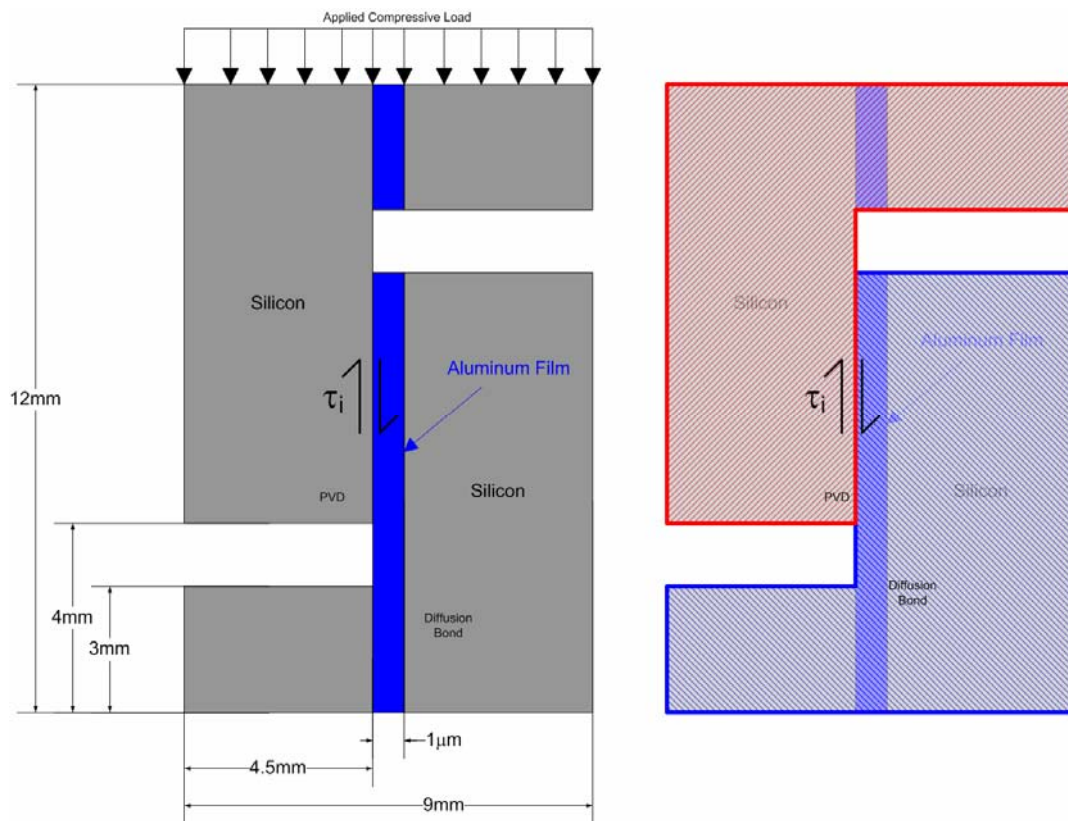 Applied Compressive Load
Silicon
Silicon
12mm
τi
Aluminum Film
Aluminum Film
τi
Silicon
Silicon
PVD
PVD
4mm
3mm
Diffusion
Bond
Diffusion
Bond
1μm
4.5mm
9mm